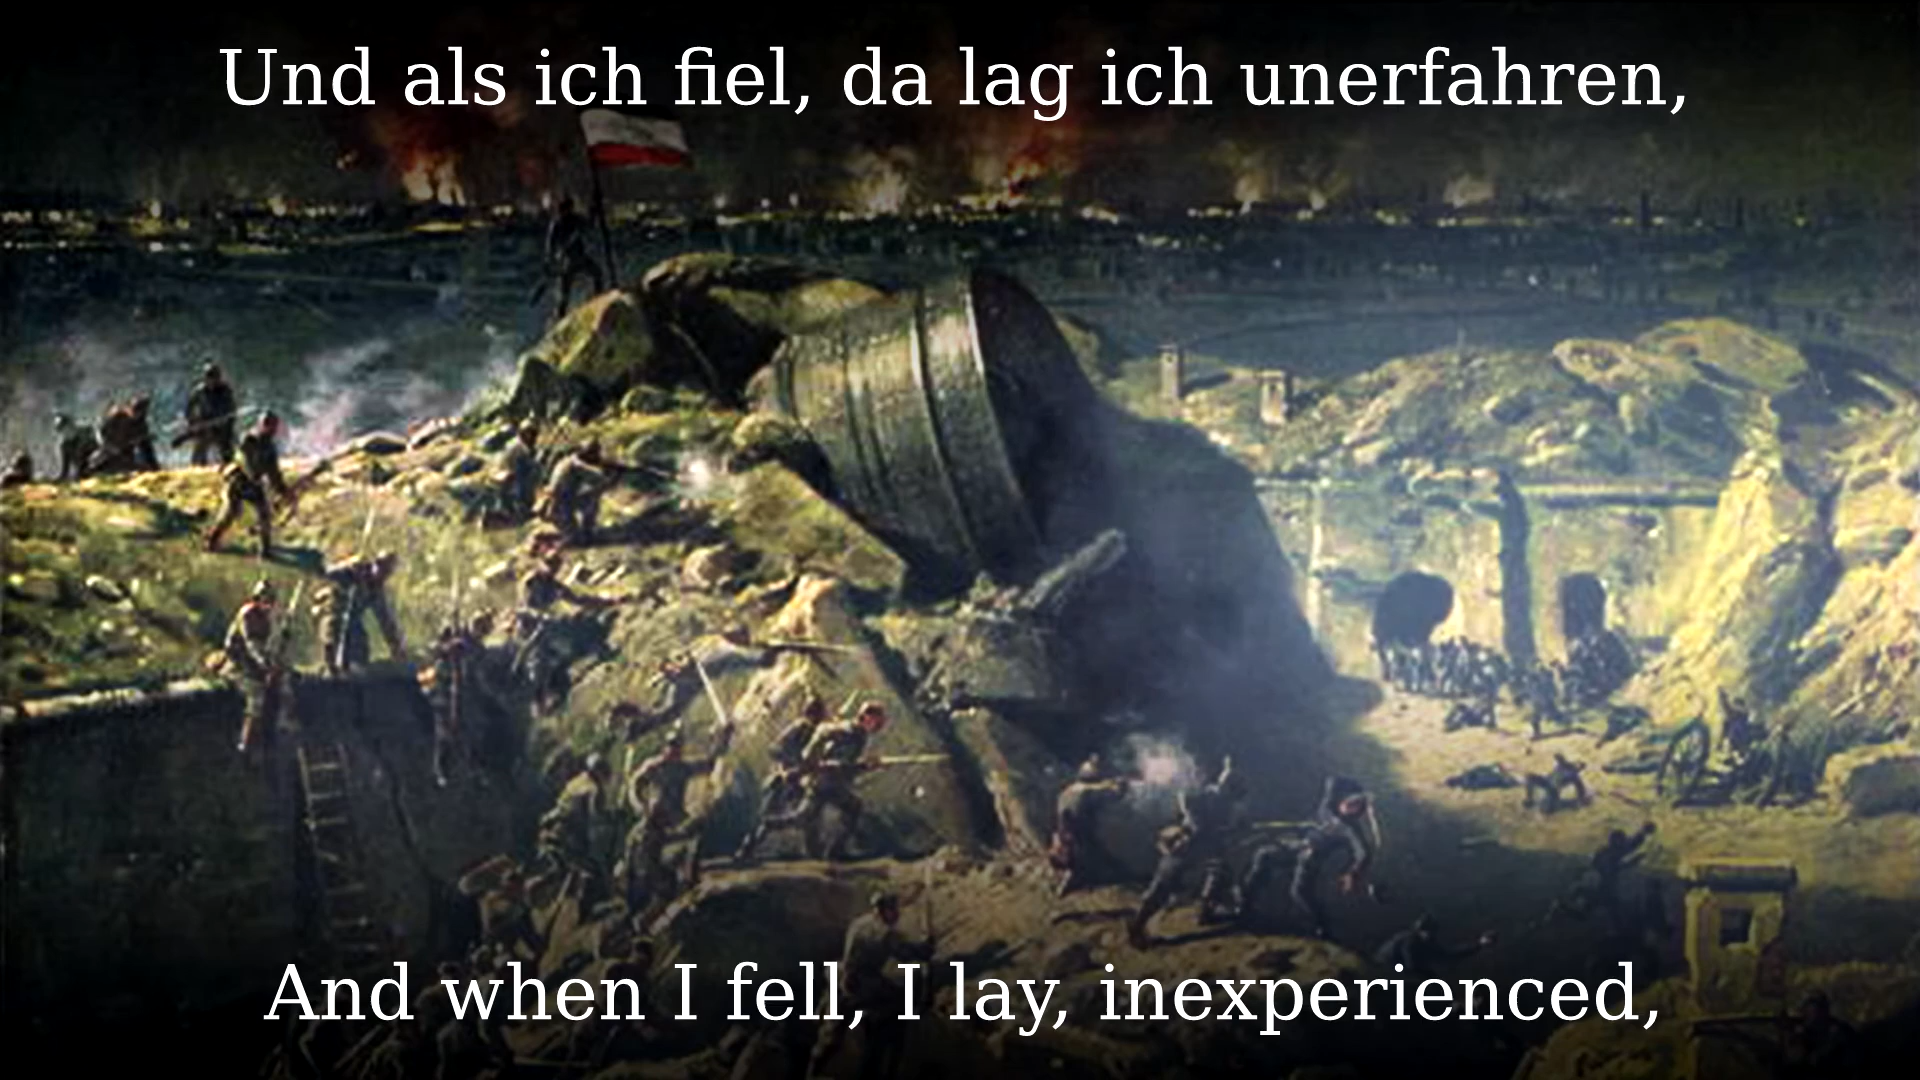 Und als ich fiel, da lag ich unerfahren,
And when I fell, I lay, inexperienced,